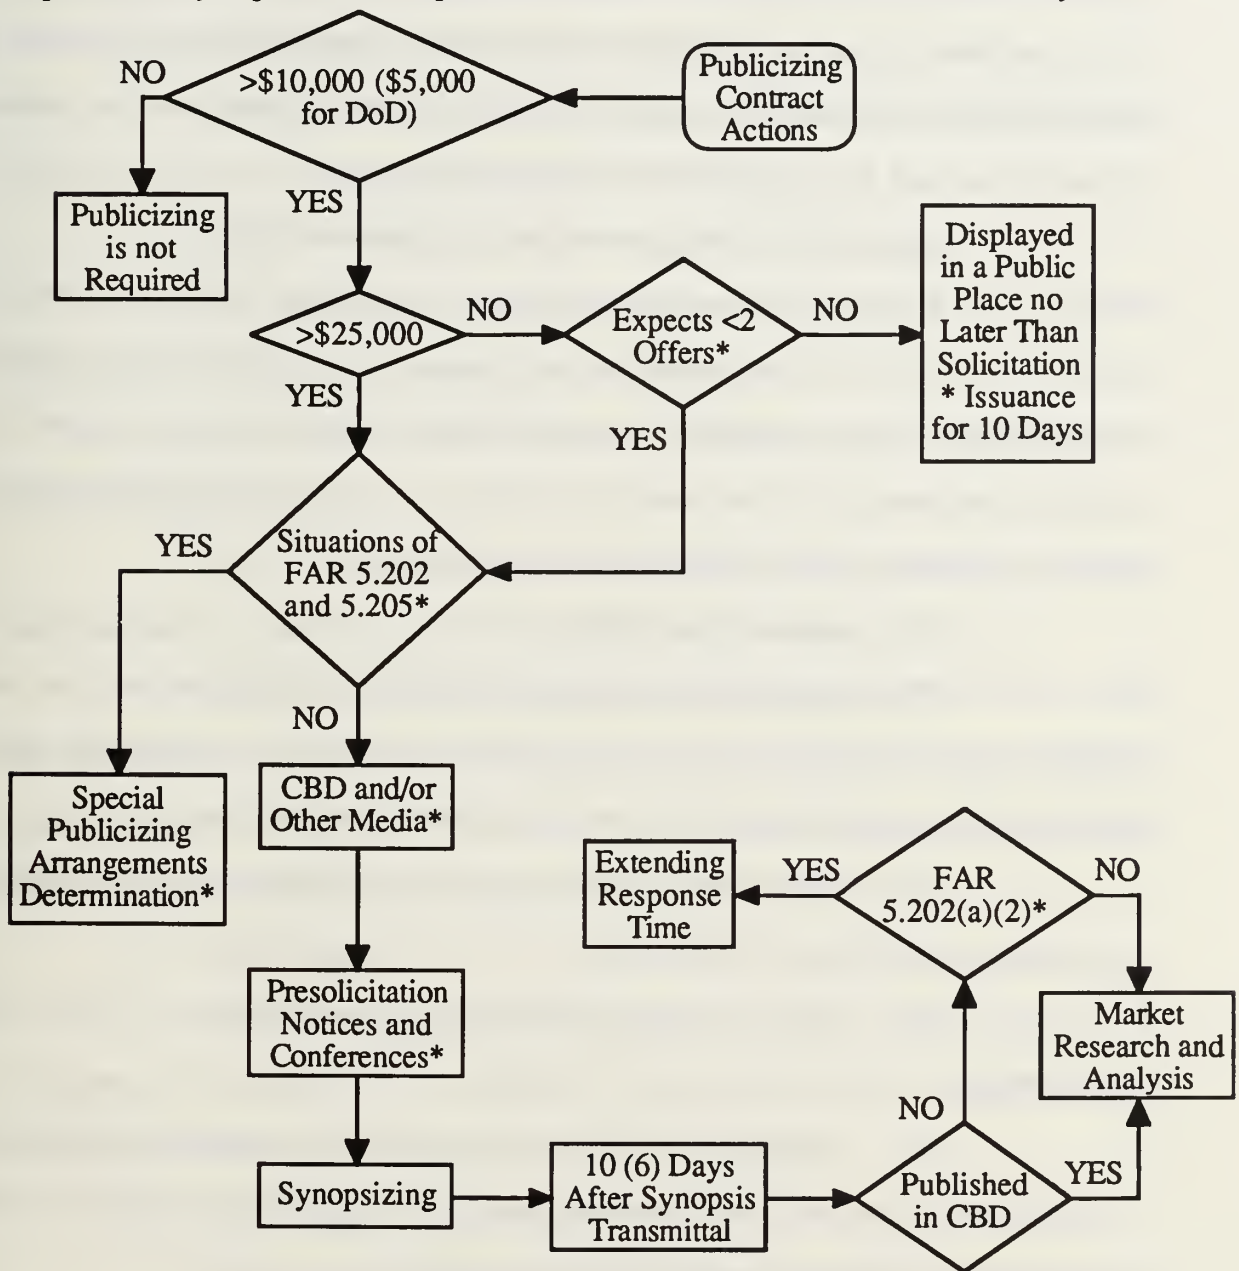 Publicizing
Contract
Actions
>$10,000 ($5,000
for DoD)
NO
YES
Publicizing
is not
Required
>$25,000
NO
YES
Expects <2
Offers*
NO
YES
Displayed
in a Public
Place no
Later Than
Solicitation
* Issuance
for 10 Days
Situations of
FAR 5.202
and 5.205*
YES
NO
Special
Publicizing
Arrangements
Determination*
CBD and/or
Other Media*
Presolicitation
Notices and
Conferences*
Synopsizing
10 (6) Days
After Synopsis
Transmittal
Published
in CBD
NO
YES
FAR
5.202(a)(2)*
YES
NO
Extending
Response
Time
Market
Research and
Analysis